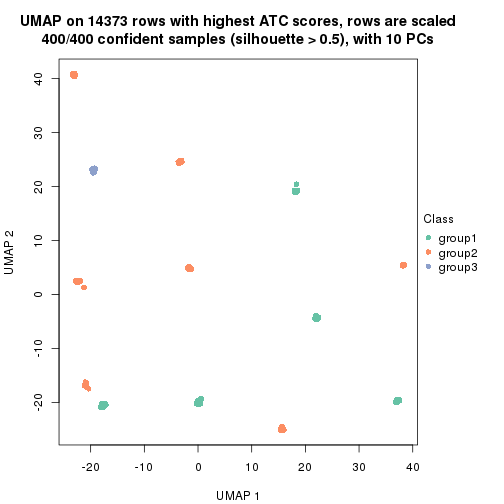 UMAP on 14373 rows with highest ATC scores, rows are scaled
400/400 confident samples (silhouette > 0.5), with 10 PCs
40
30
20
10
0
-10
-20
UMAP 2
Class
group1
group2
group3
-20 -10 0 10 20 30 40
UMAP 1